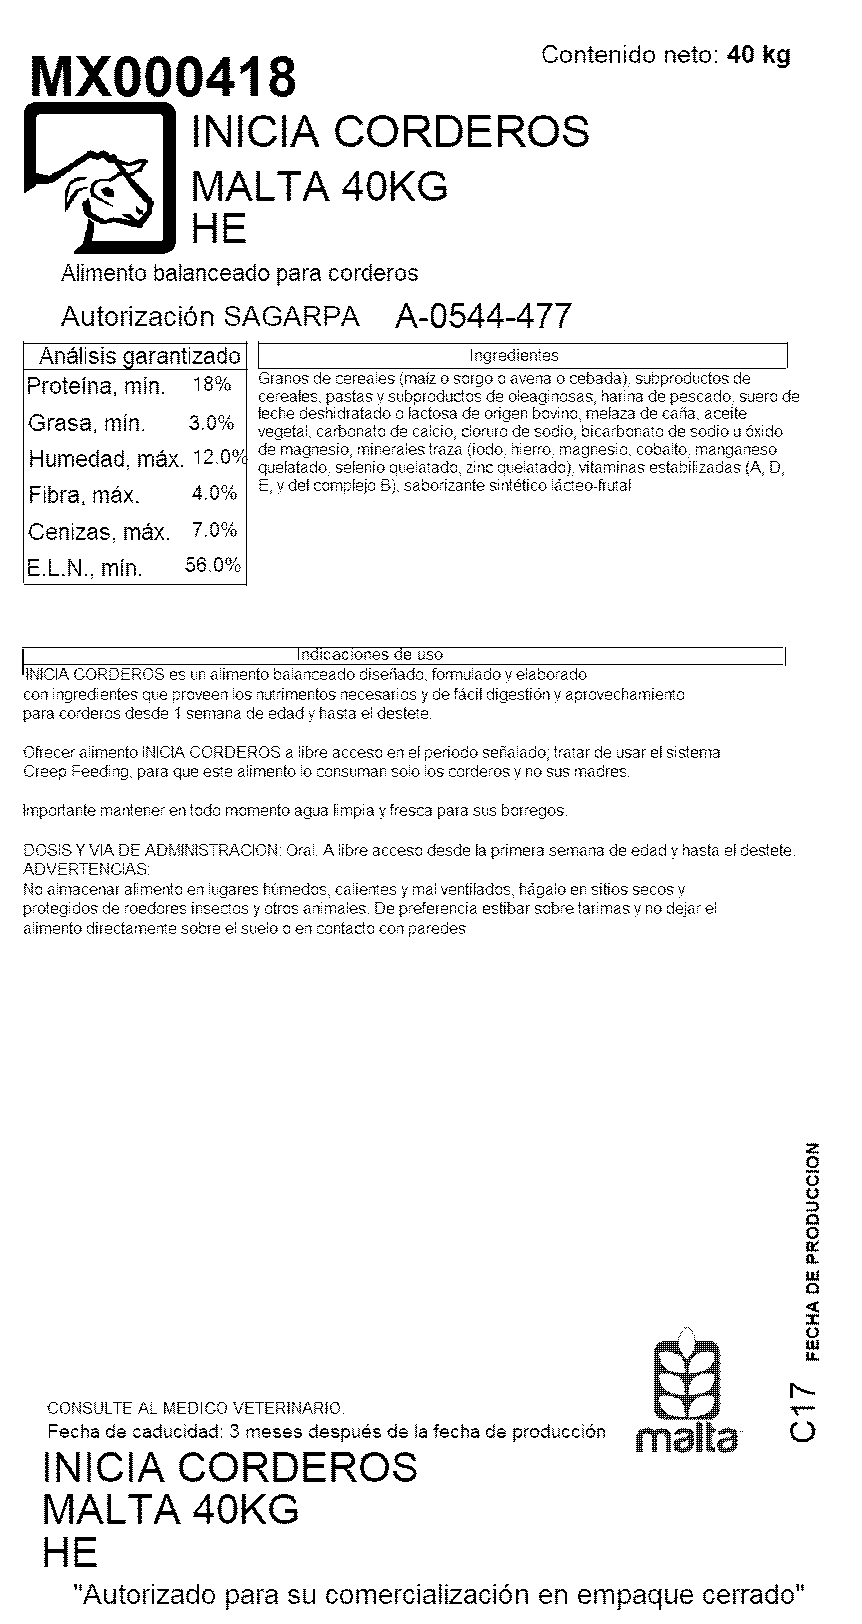 Contenido neto: 40 kg
MX000418
INICIA CORDEROS
MALTA 40KG
HE
Alimento balanceado para corderos
Autorización SAGARPA A-0544-477
Análisis garantizado
Proteína, mín. 18%
Grasa, mín. 3.0%
Humedad, máx. 12.0%
Fibra, máx. 4.0%
Cenizas, máx. 7.0%
E.L.N., mín. 56.0%
Ingredientes
Granos de cereales (maíz o sorgo o avena o cebada), subproductos de
cereales, pastas y subproductos de oleaginosas, harina de pescado, suero de
leche deshidratado o lactosa de origen bovino, melaza de caña, aceite
vegetal, carbonato de calcio, cloruro de sodio, bicarbonato de sodio u óxido
de magnesio, minerales traza (iodo, hierro, magnesio, cobalto, manganeso
quelatado, selenio quelatado, zinc quelatado), vitaminas estabilizadas (A, D,
E, y del complejo B), saborizante sintético lácteo-frutal
Indicaciones de uso
INICIA CORDEROS es un alimento balanceado diseñado, formulado y elaborado
con ingredientes que proveen los nutrimentos necesarios y de fácil digestión y aprovechamiento
para corderos desde 1 semana de edad y hasta el destete.
Ofrecer alimento INICIA CORDEROS a libre acceso en el periodo señalado; tratar de usar el sistema
Creep Feeding, para que este alimento lo consuman solo los corderos y no sus madres.
Importante mantener en todo momento agua limpia y fresca para sus borregos.
DOSIS Y VIA DE ADMINISTRACION: Oral. A libre acceso desde la primera semana de edad y hasta el destete.
ADVERTENCIAS:
No almacenar alimento en lugares húmedos, calientes y mal ventilados, hágalo en sitios secos y
protegidos de roedores insectos y otros animales. De preferencia estibar sobre tarimas y no dejar el
alimento directamente sobre el suelo o en contacto con paredes
FECHA DE PRODUCCION
C17
malta
CONSULTE AL MEDICO VETERINARIO.
Fecha de caducidad: 3 meses después de la fecha de producción
INICIA CORDEROS
MALTA 40KG
HE
"Autorizado para su comercialización en empaque cerrado"